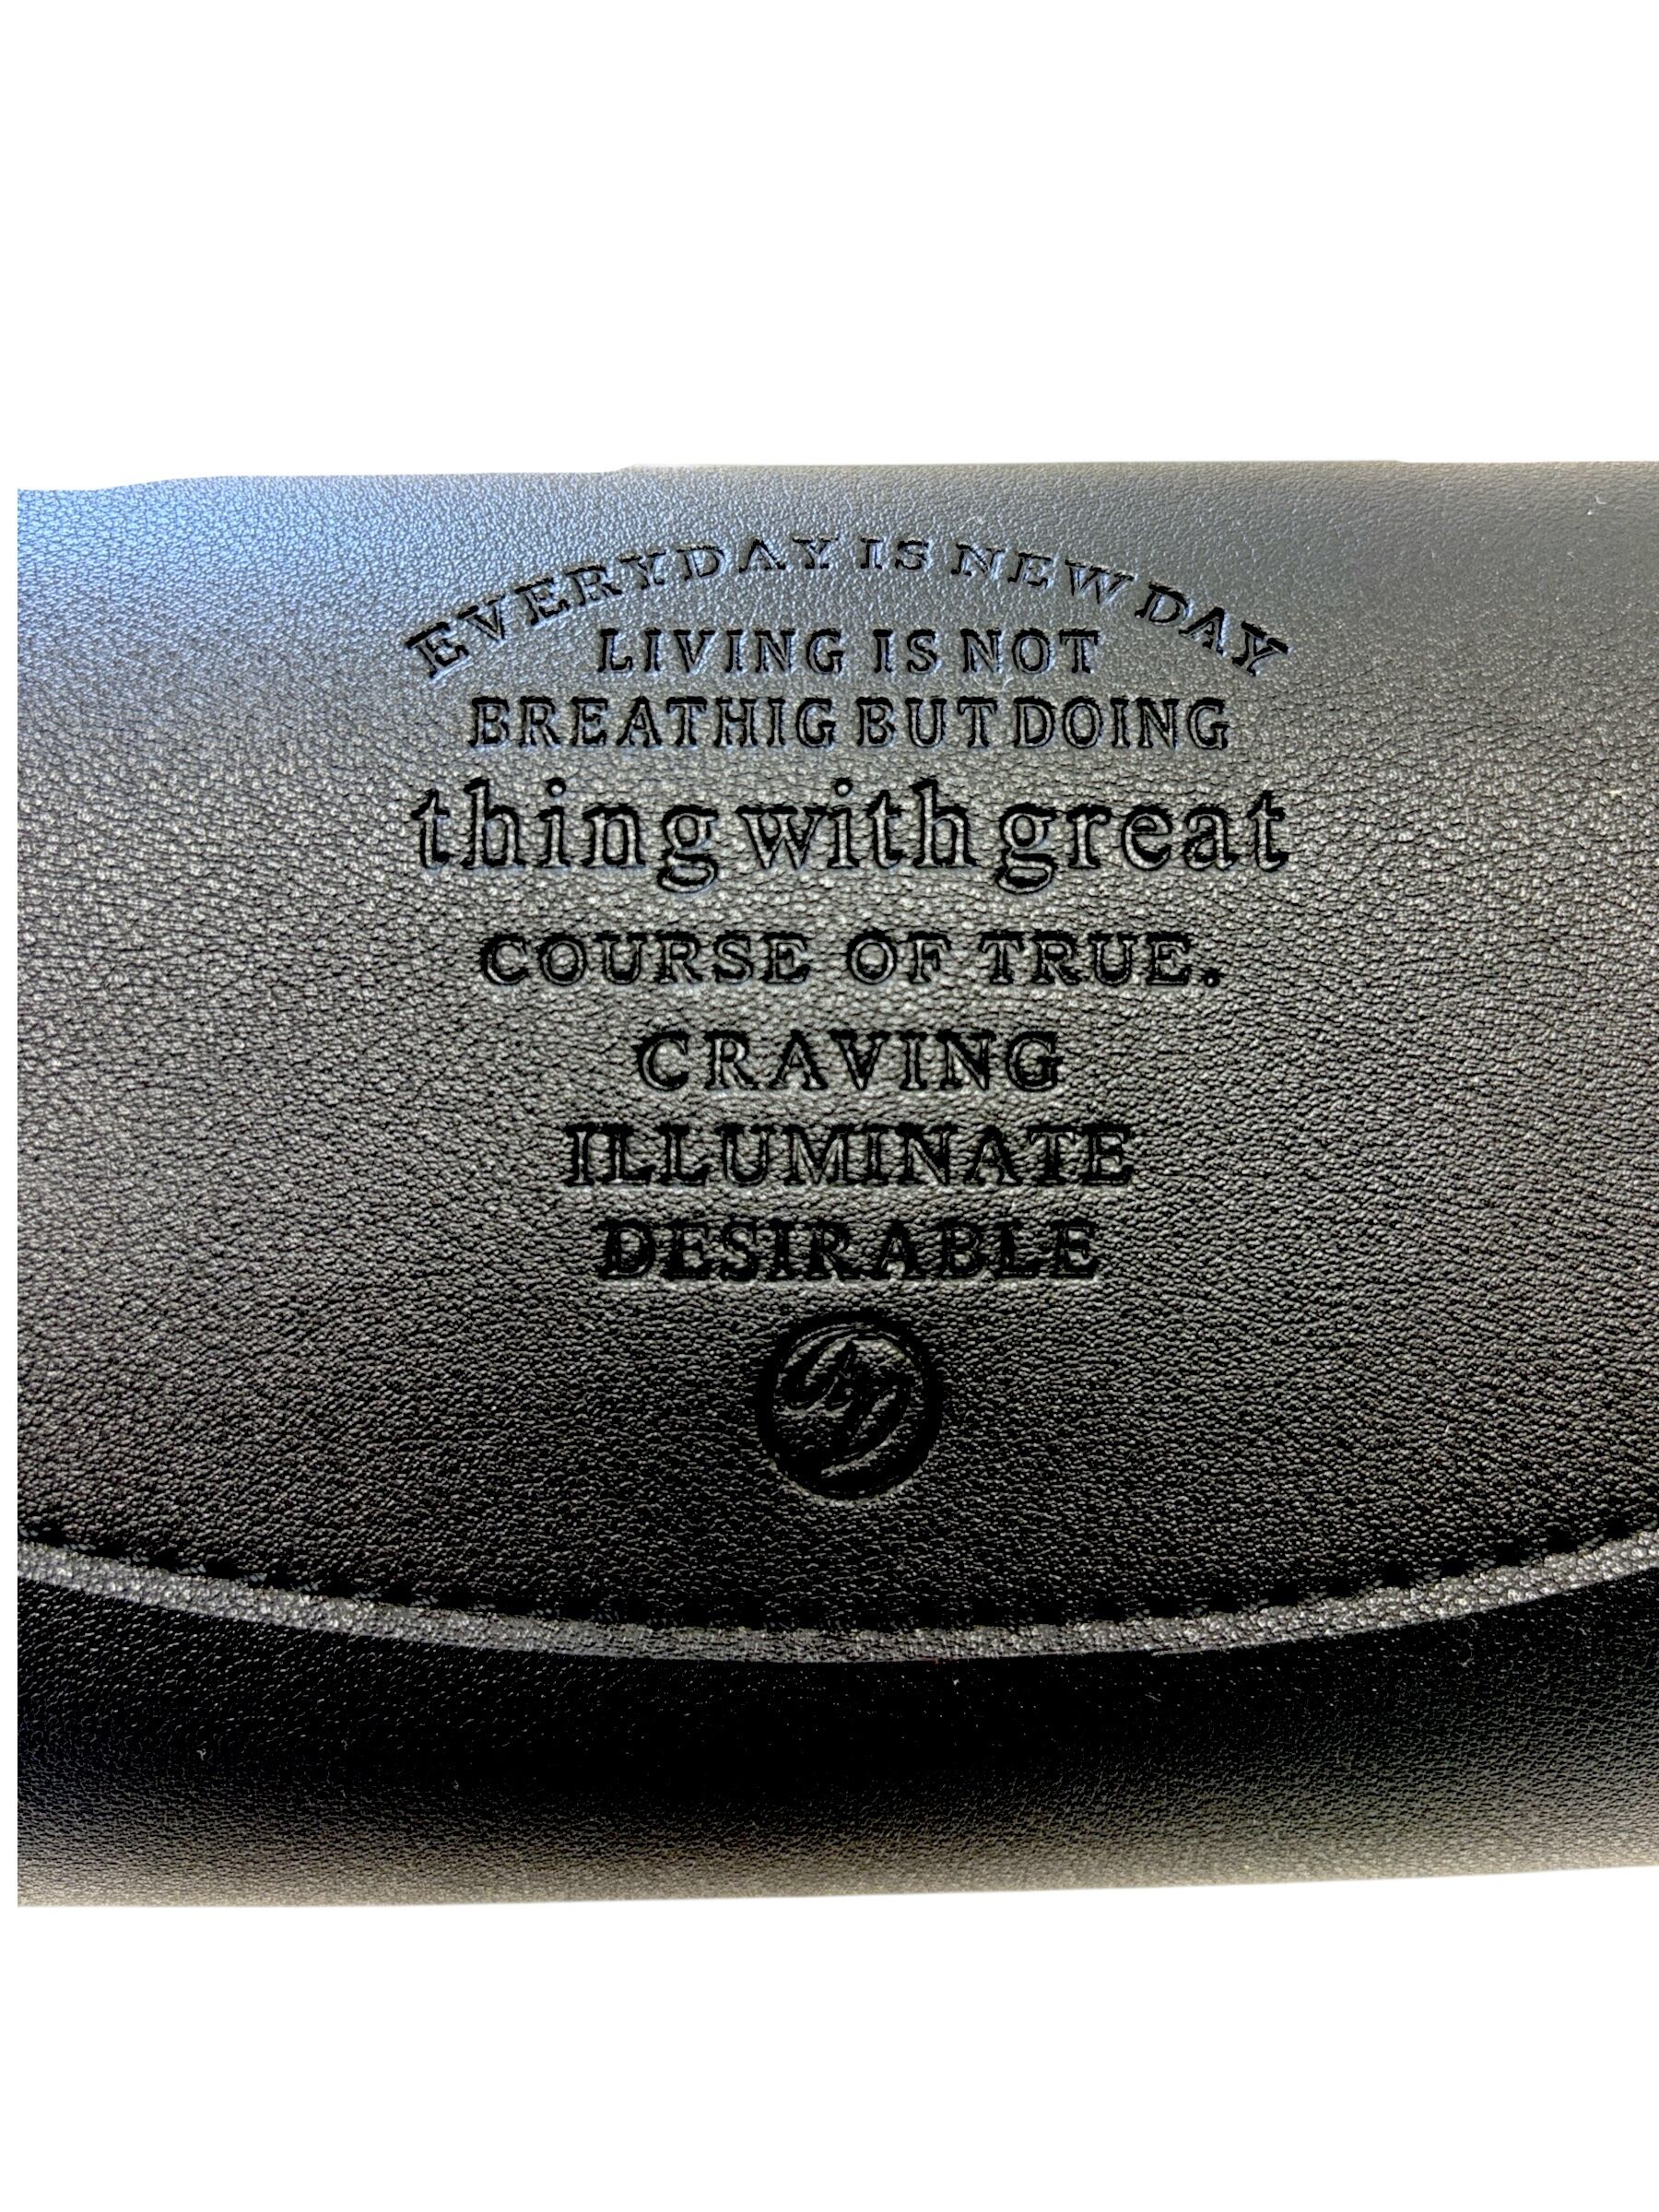 EVERYDAY IS NEW DAY
LIVING IS NOT
BREATHIG BUT DOING
thing with great
COURSE OF TRUE.
CRAVING
ILLUMINATE
DESIRABLE